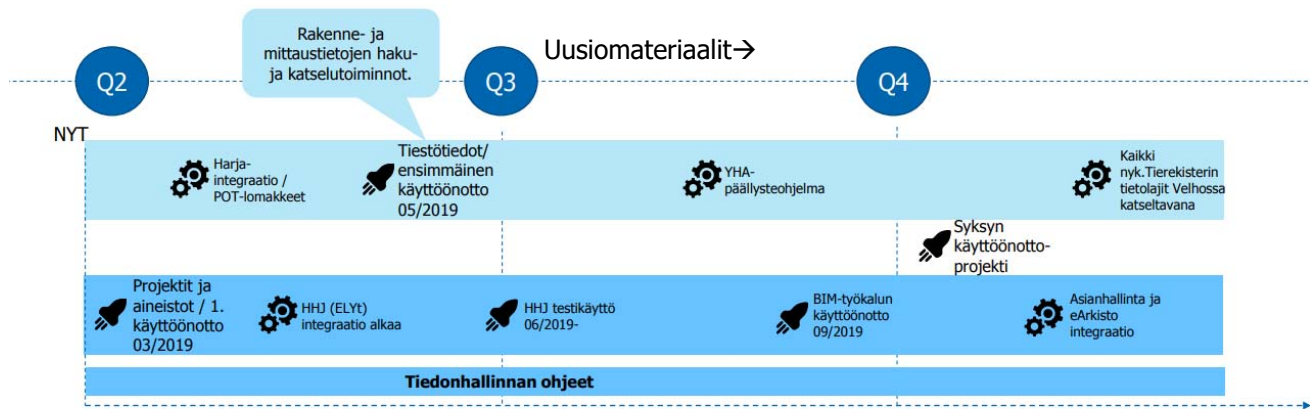 Rakenne- ja
mittaustietojen haku-
ja katselutoiminnot.
Uusiomateriaalit→
Q2
Q3
Q4
NYT
Harja-
integraatio /
POT-lomakkeet
Tiestötiedot/
ensimmäinen
käyttöönotto
05/2019
YHA-
päällysteohjelma
Kaikki
nyk.Tierekisterin
tietolajit Velhossa
katseltavana
Syksyn
käyttöönotto-
projekti
Projektit ja
aineistot / 1.
käyttöönotto
03/2019
HHJ (ELYt)
integraatio alkaa
HHJ testikäyttö
06/2019-
BIM-työkalun
käyttöönotto
09/2019
Asianhallinta ja
eArkisto
integraatio
Tiedonhallinnan ohjeet